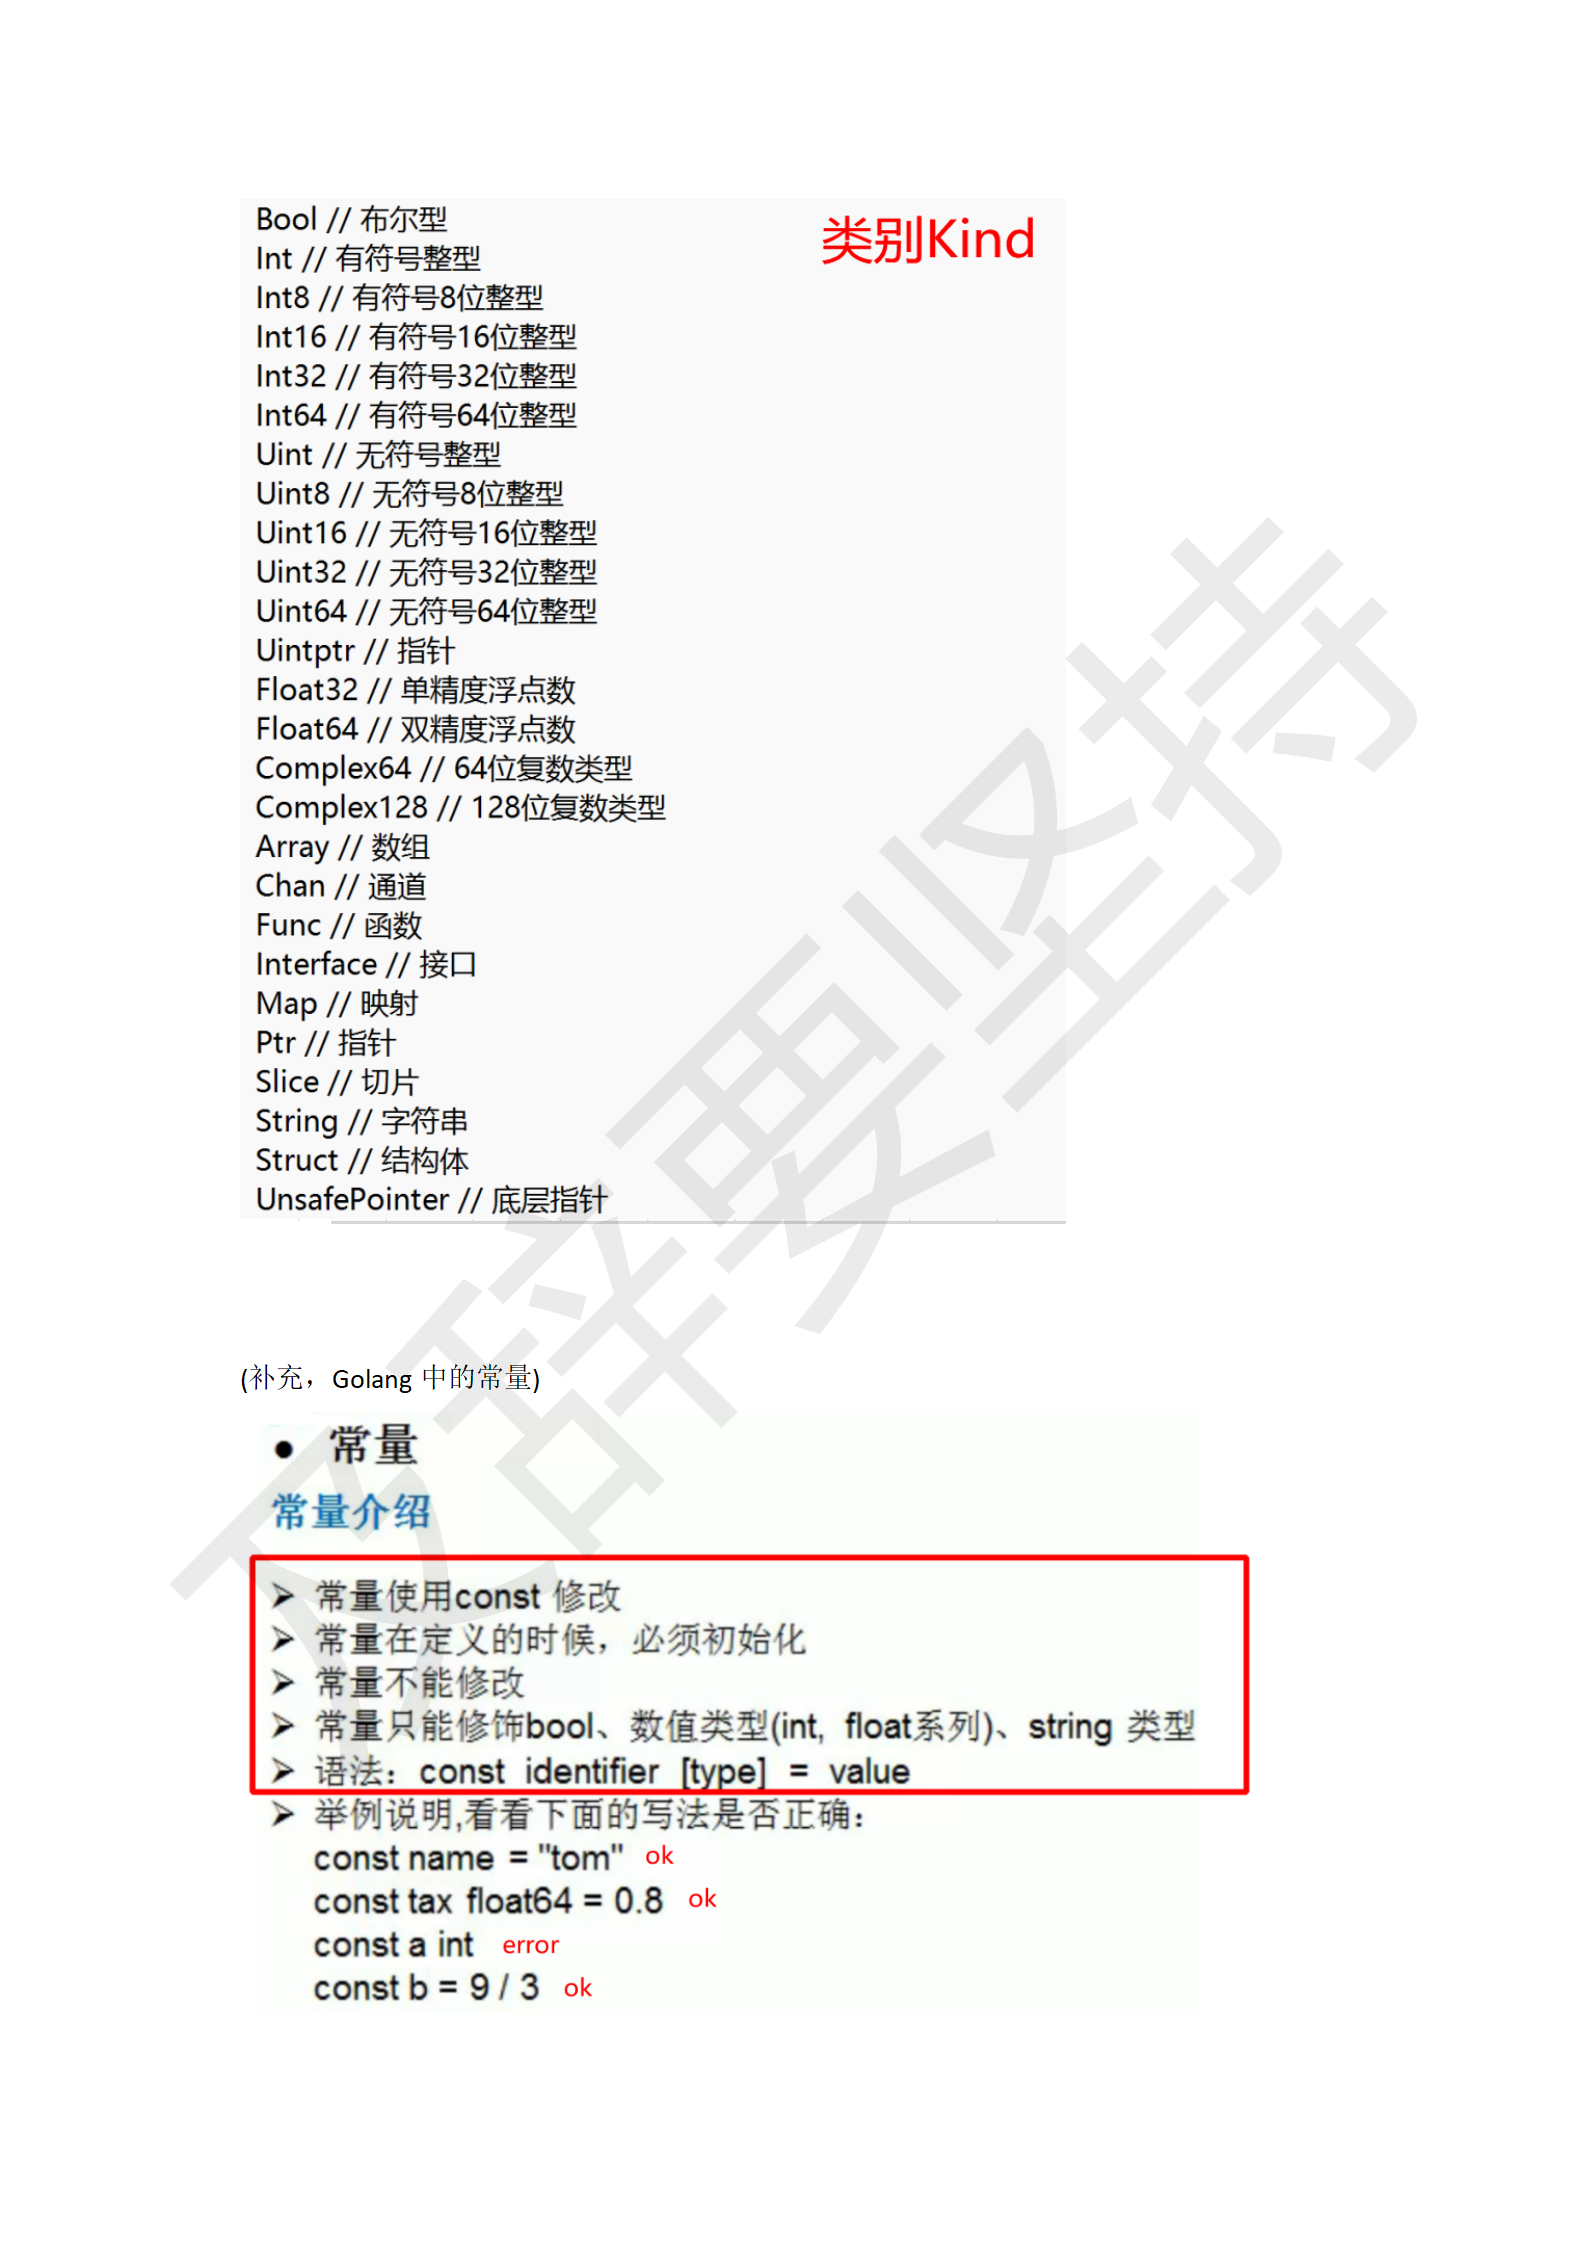 类别Kind
Bool // 布尔型
Int // 有符号整型
Int8 // 有符号8位整型
Int16 // 有符号16位整型
Int32 // 有符号32位整型
Int64 // 有符号64位整型
Uint // 无符号整型
Uint8 // 无符号8位整型
Uint16 // 无符号16位整型
Uint32 // 无符号32位整型
Uint64 // 无符号64位整型
Uintptr // 指针
Float32 // 单精度浮点数
Float64 // 双精度浮点数
Complex64 // 64位复数类型
Complex128 // 128位复数类型
Array // 数组
Chan // 通道
Func // 函数
Interface // 接口
Map // 映射
Ptr // 指针
Slice // 切片
String // 字符串
Struct // 结构体
UnsafePointer // 底层指针
(补充，Golang 中的常量)
● 常量
常量介绍
➢ 常量使用const 修改
➢ 常量在定义的时候，必须初始化
➢ 常量不能修改
➢ 常量只能修饰bool、数值类型(int, float系列)、string 类型
➢ 语法：const identifier [type] = value
➢ 举例说明,看看下面的写法是否正确：
const name = "tom" ok
const tax float64 = 0.8 ok
const a int error
const b = 9 / 3 ok
及辞要坚持